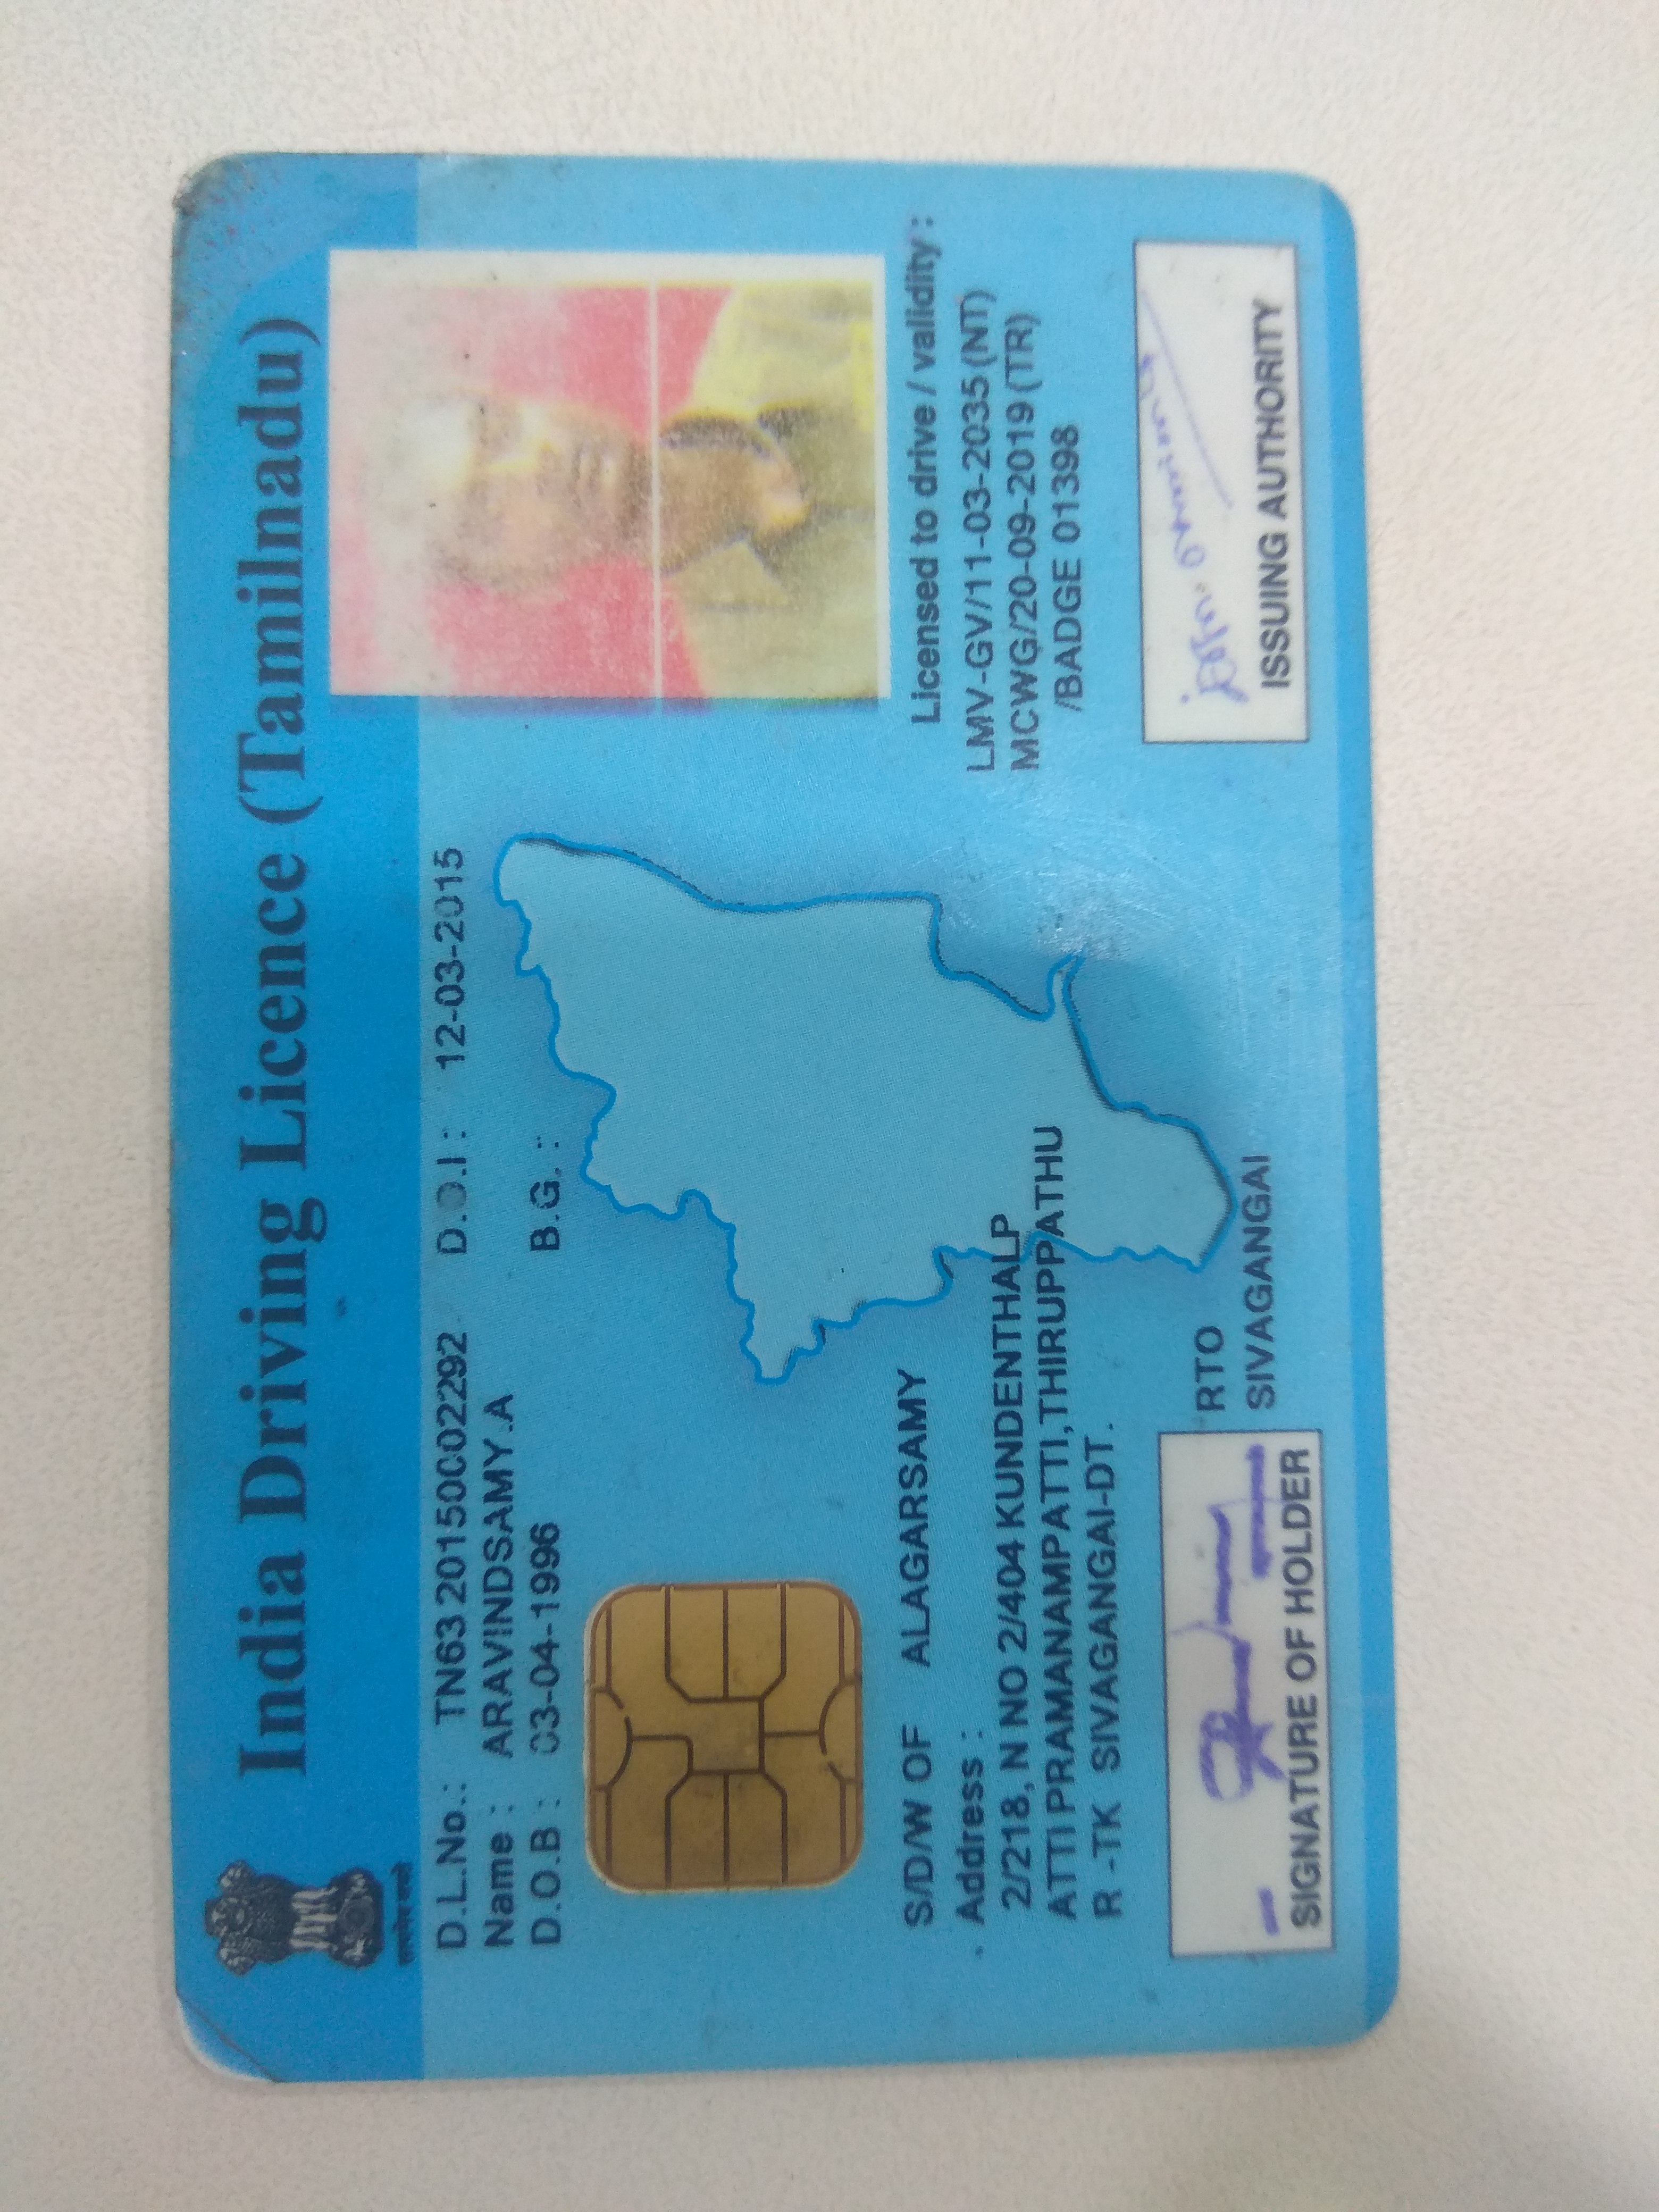 India Driving Licence (Tamilnadu)
D.L.No.: TN63 20150002292 D.O.I : 12-03-2015
Name : ARAVINDSAMY.A B.G. :
D.O.B : 03-04-1996
S/D/W OF ALAGARSAMY
Address :
2/218, N NO 2/404 KUNDENTHALP
ATTI PRAMANAMPATTI,THIRUPPATHU
R -TK SIVAGANGAI-DT.
Licensed to drive / validity :
LMV-GV/11-03-2035 (NT)
MCWG/20-09-2019 (TR)
/BADGE 01398
SIGNATURE OF HOLDER
RTO
SIVAGANGAI
ISSUING AUTHORITY